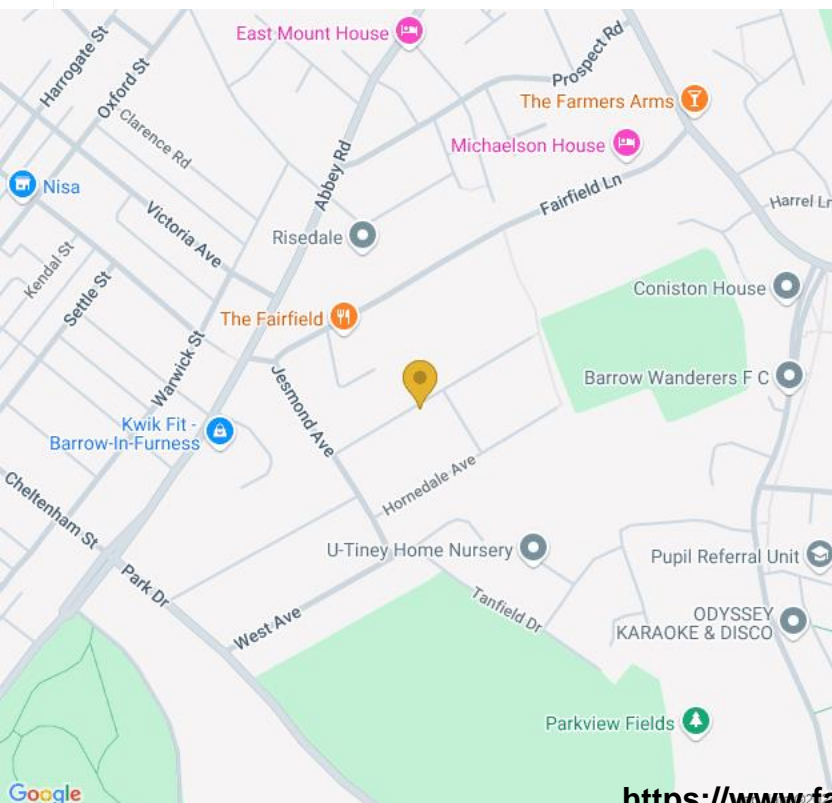 East Mount House
Prospect Rd
Harrogate St
Oxford St
The Farmers Arms
Clarence Rd
Michaelson House
Abbey Rd
Nisa
Fairfield Ln
Harrel Ln
Victoria Ave
Risedale
Kendal St
Settle St
Coniston House
The Fairfield
Warwick St
Barrow Wanderers F C
Jesmond Ave
Kwik Fit -
Barrow-In-Furness
Hornedale Ave
Cheltenham St
U-Tiney Home Nursery
Pupil Referral Unit
Park Dr
Tanfield Dr
ODYSSEY
KARAOKE & DISCO
West Ave
Parkview Fields
Google
https://www.fa